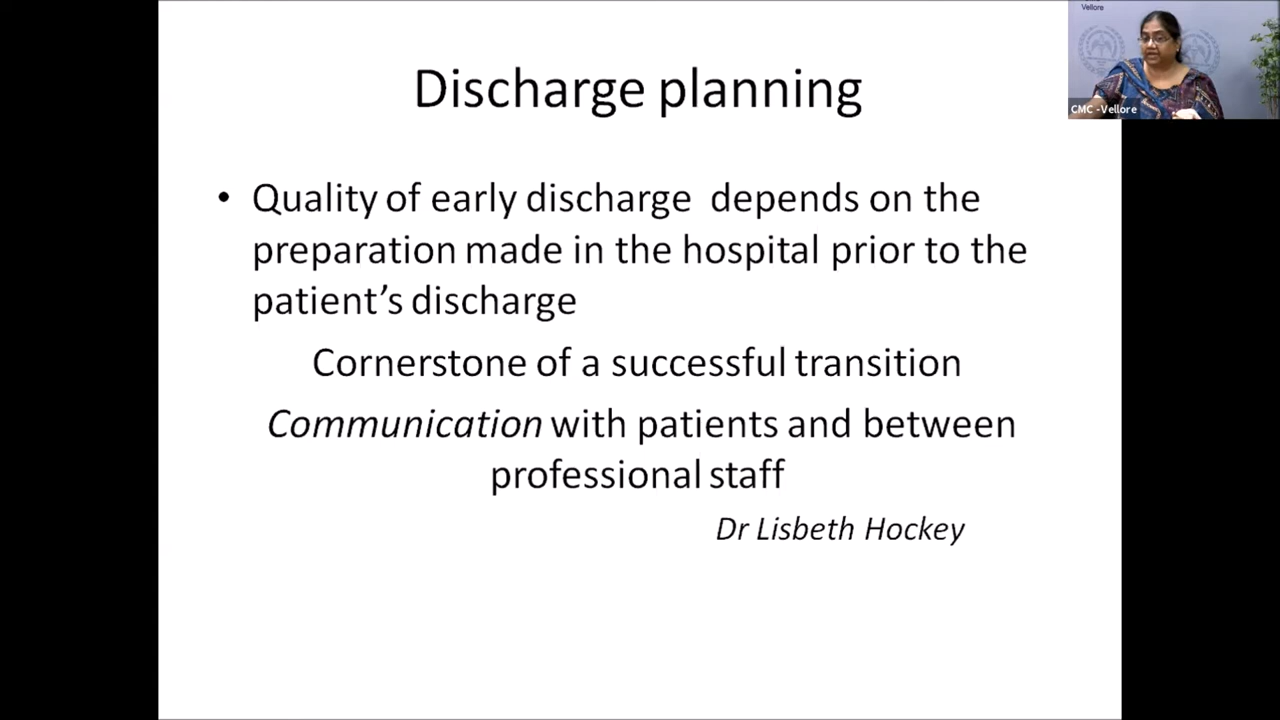 Discharge planning
• Quality of early discharge depends on the
preparation made in the hospital prior to the
patient’s discharge
Cornerstone of a successful transition
Communication with patients and between
professional staff
Dr Lisbeth Hockey
Vellore
CMC -Vellore